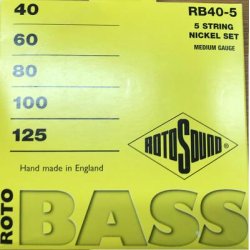 40
60
80
100
125
RB40-5
5 STRING
NICKEL SET
MEDIUM GAUGE
ROTOSOUND
Hand made in England
ROTO
BASS